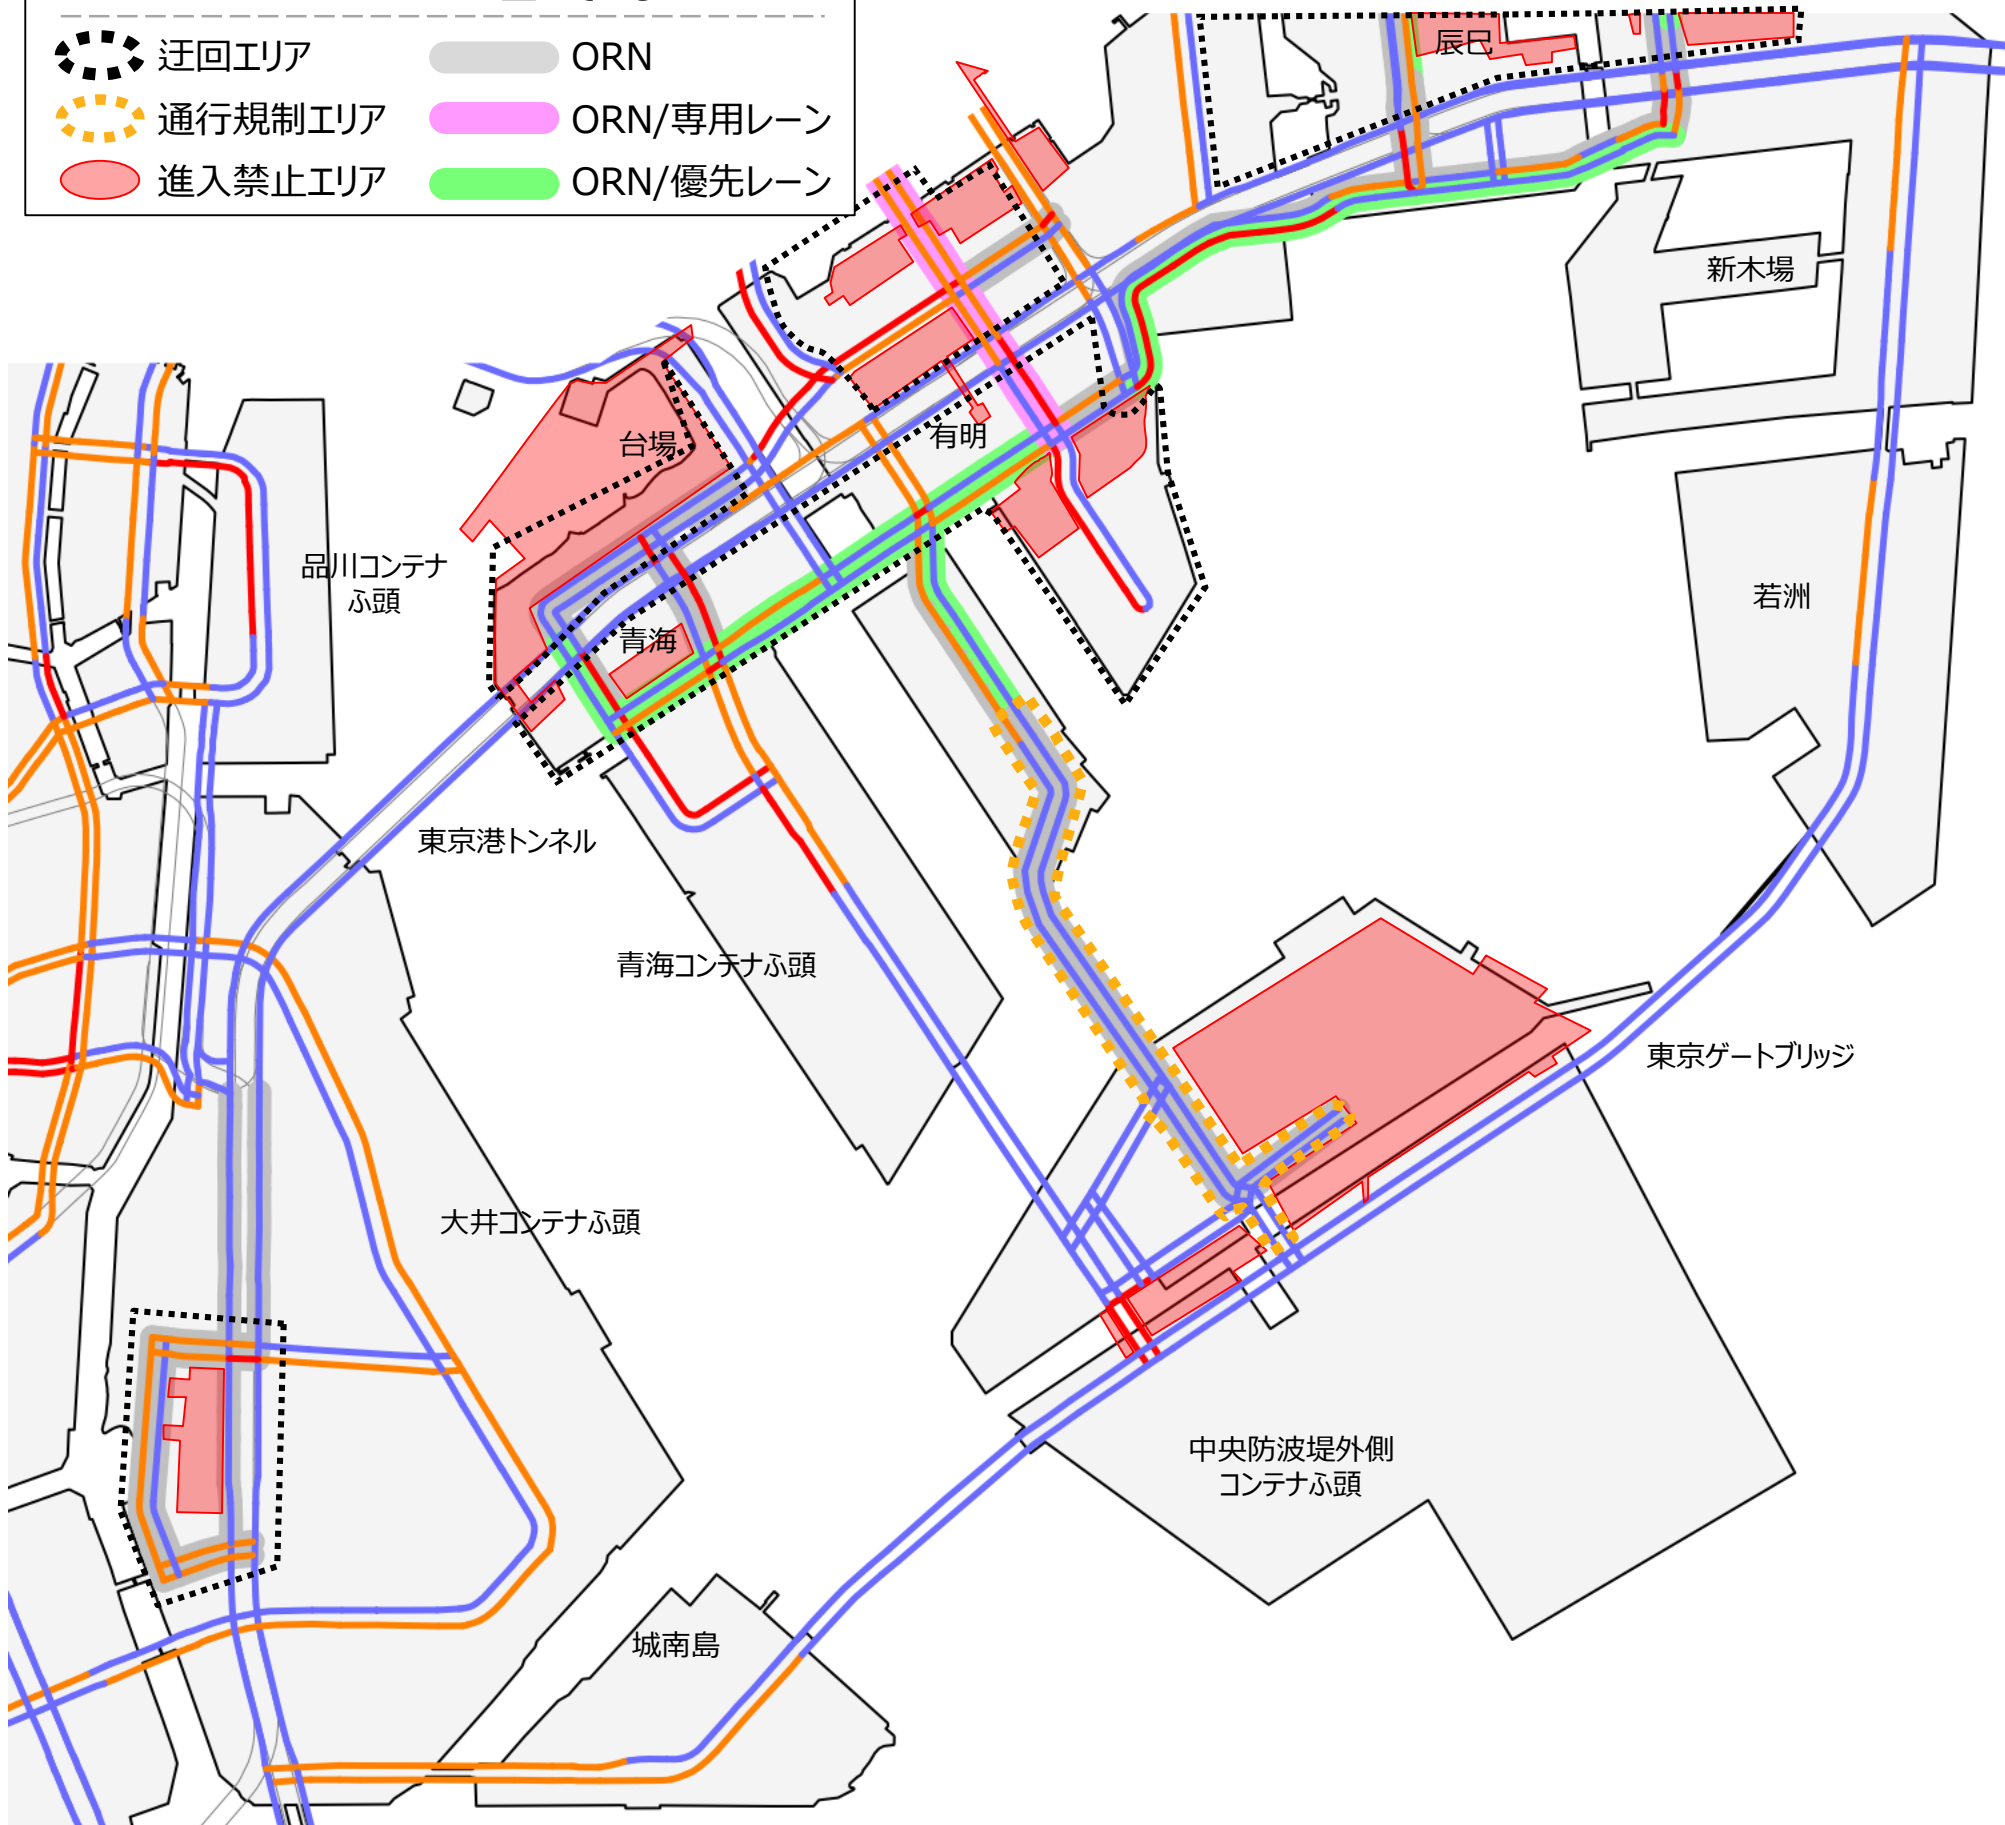 迂回エリア
ORN
通行規制エリア
ORN/専用レーン
進入禁止エリア
ORN/優先レーン
辰巳
新木場
台場
有明
品川コンテナ
ふ頭
若洲
青海
東京港トンネル
青海コンテナふ頭
東京ゲートブリッジ
大井コンテナふ頭
中央防波堤外側
コンテナふ頭
城南島